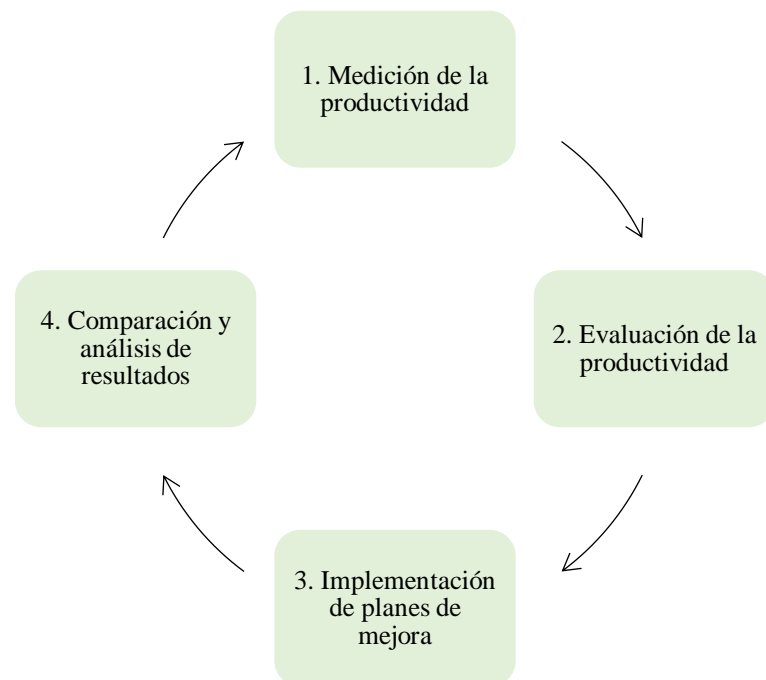 1. Medición de la
productividad
2. Evaluación de la
productividad
3. Implementación
de planes de
mejora
4. Comparación y
análisis de
resultados